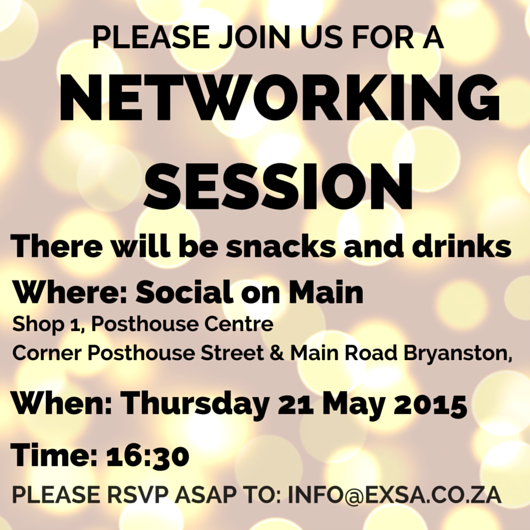 PLEASE JOIN US FOR A
NETWORKING
SESSION
There will be snacks and drinks
Where: Social on Main
Shop 1, Posthouse Centre
Corner Posthouse Street & Main Road Bryanston,
When: Thursday 21 May 2015
Time: 16:30
PLEASE RSVP ASAP TO: INFO@EXSA.CO.ZA